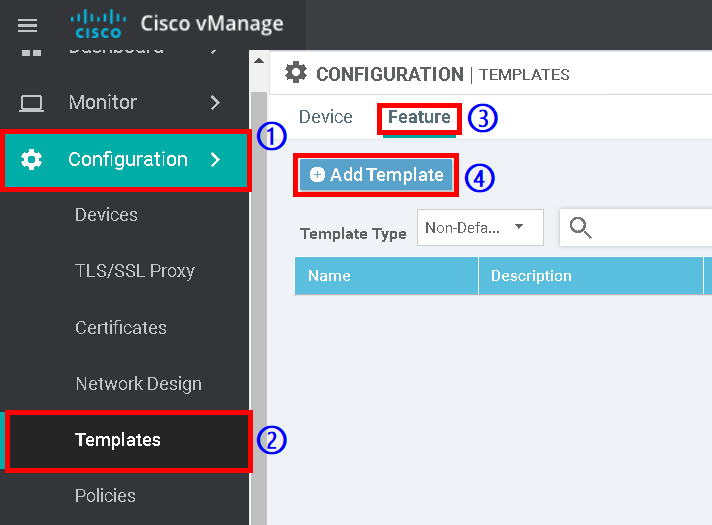 cisco Cisco vManage
Dashboard
Monitor
Configuration
①
Devices
TLS/SSL Proxy
Certificates
Network Design
Templates
②
Policies
CONFIGURATION | TEMPLATES
Device Feature ③
Add Template ④
Template Type Non-Defa...
Name Description